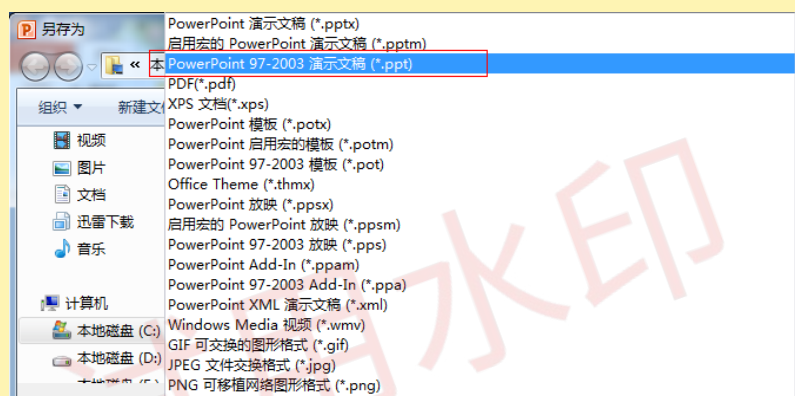 另存为
PowerPoint 演示文稿 (*.pptx)
启用宏的 PowerPoint 演示文稿 (*.pptm)
« 本
PowerPoint 97-2003 演示文稿 (*.ppt)
PDF(*.pdf)
组织 新建文件
XPS 文档(*.xps)
PowerPoint 模板 (*.potx)
视频
PowerPoint 启用宏的模板 (*.potm)
图片
PowerPoint 97-2003 模板 (*.pot)
Office Theme (*.thmx)
文档
PowerPoint 放映 (*.ppsx)
迅雷下载
启用宏的 PowerPoint 放映 (*.ppsm)
音乐
PowerPoint 97-2003 放映 (*.pps)
PowerPoint Add-In (*.ppam)
PowerPoint 97-2003 Add-In (*.ppa)
计算机
PowerPoint XML 演示文稿 (*.xml)
本地磁盘 (C:)
Windows Media 视频 (*.wmv)
GIF 可交换的图形格式 (*.gif)
本地磁盘 (D:)
JPEG 文件交换格式 (*.jpg)
PNG 可移植网络图形格式 (*.png)
用水印